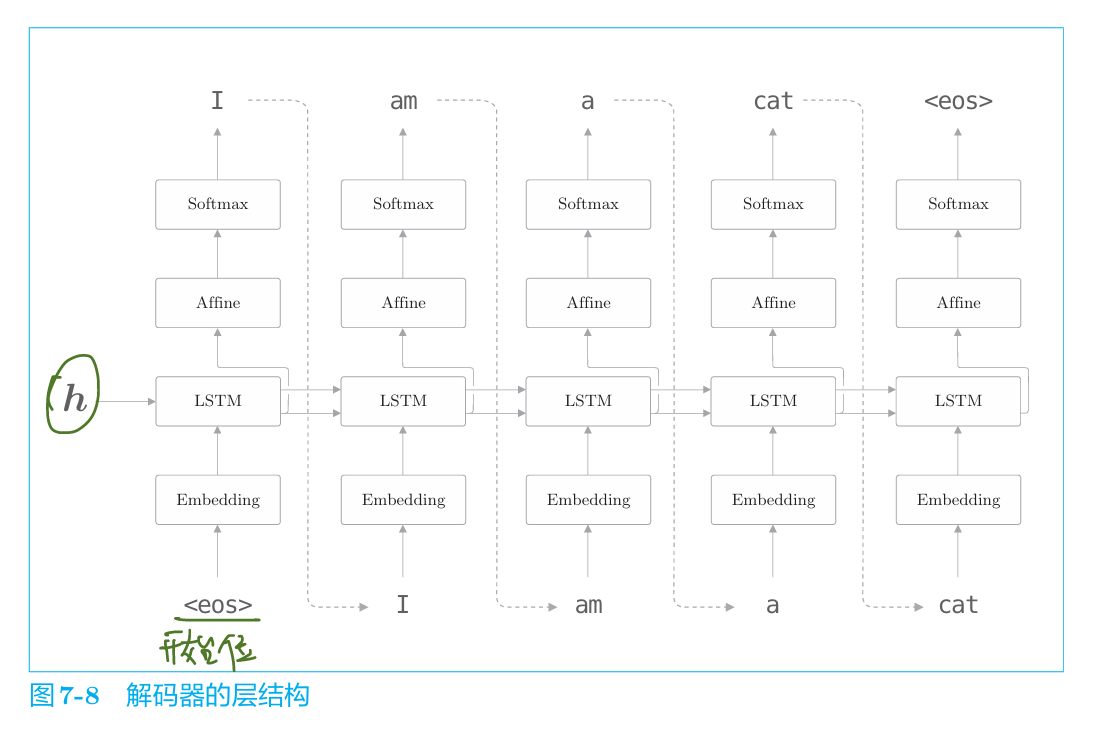 I am a cat <eos>
Softmax Softmax Softmax Softmax Softmax
Affine Affine Affine Affine Affine
h LSTM LSTM LSTM LSTM LSTM
Embedding Embedding Embedding Embedding Embedding
<eos> I am a cat
开始位
图7-8 解码器的层结构